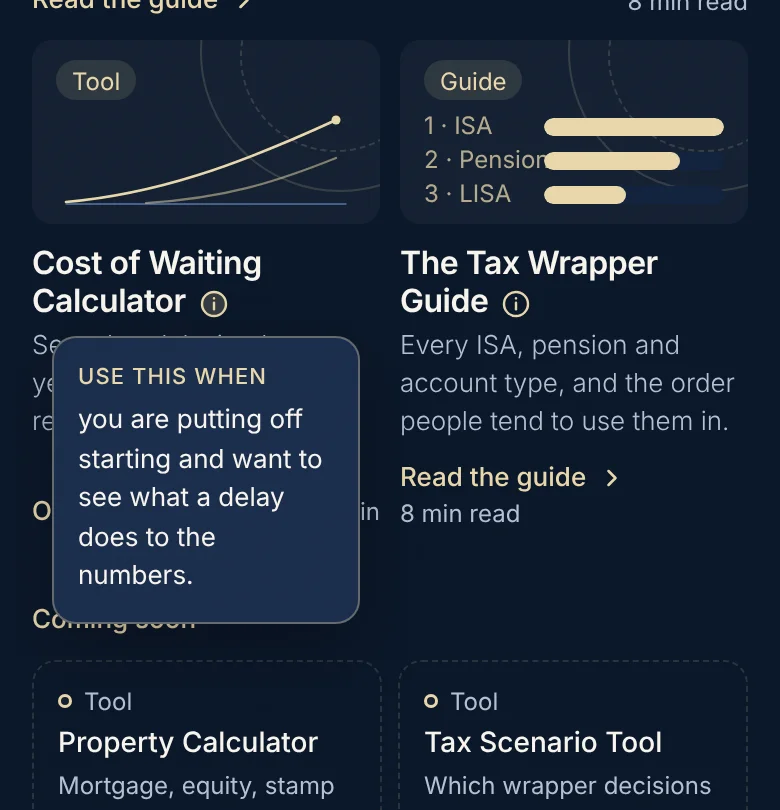 Read the guide
8 min read
Tool
Guide
1 · ISA
2 · Pension
3 · LISA
Cost of Waiting
Calculator
The Tax Wrapper
Guide
USE THIS WHEN
you are putting off
starting and want to
see what a delay
does to the
numbers.
in
Every ISA, pension and
account type, and the order
people tend to use them in.
Read the guide
8 min read
Coming soon
Tool
Property Calculator
Mortgage, equity, stamp
Tool
Tax Scenario Tool
Which wrapper decisions